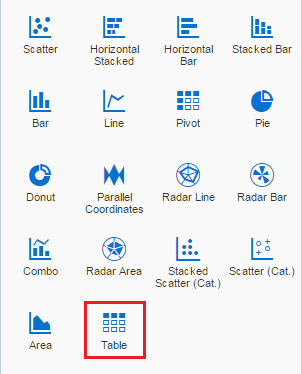 Scatter
Horizontal
Stacked
Horizontal
Bar
Stacked Bar
Bar
Line
Pivot
Pie
Donut
Parallel
Coordinates
Radar Line
Radar Bar
Combo
Radar Area
Stacked
Scatter (Cat.)
Scatter (Cat.)
Area
Table